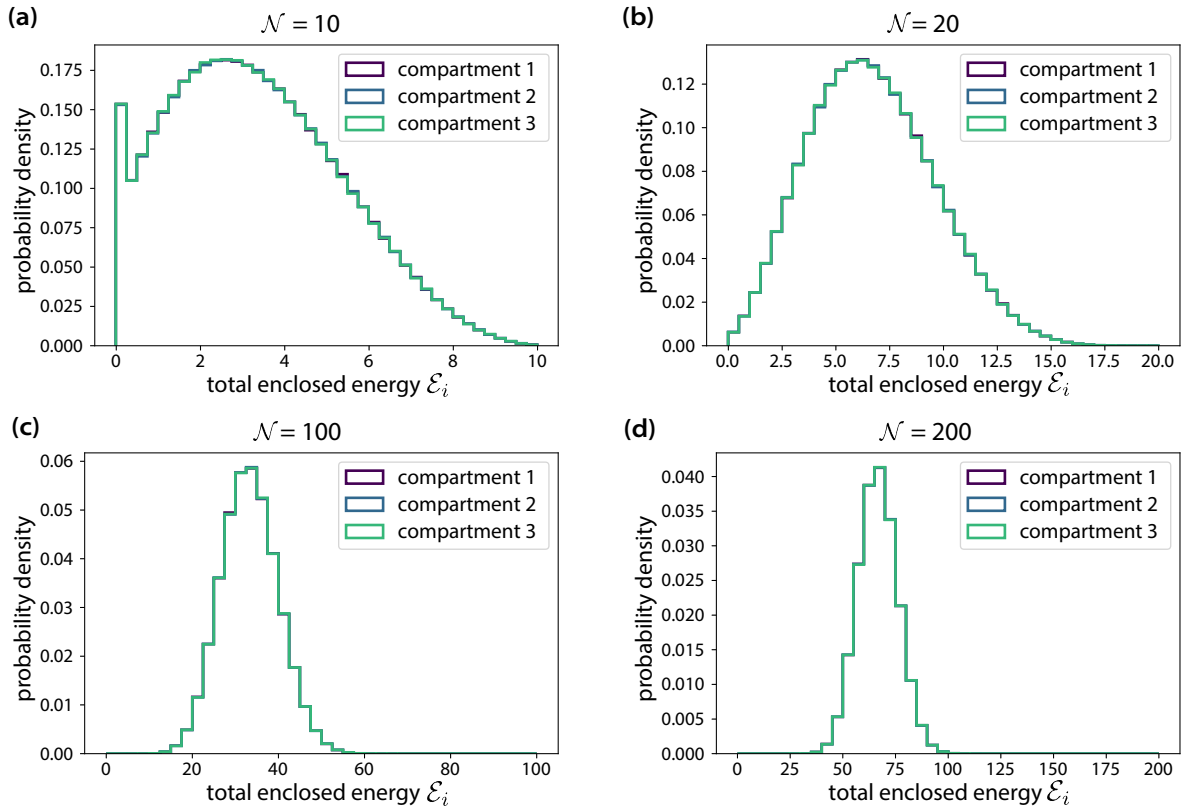 (a)
𝒩 = 10
0.175
0.150
0.125
0.100
0.075
0.050
0.025
0.000
probability density
compartment 1
compartment 2
compartment 3
0 2 4 6 8 10
total enclosed energy ℰᵢ
(b)
𝒩 = 20
0.12
0.10
0.08
0.06
0.04
0.02
0.00
probability density
compartment 1
compartment 2
compartment 3
0.0 2.5 5.0 7.5 10.0 12.5 15.0 17.5 20.0
total enclosed energy ℰᵢ
(c)
𝒩 = 100
0.06
0.05
0.04
0.03
0.02
0.01
0.00
probability density
compartment 1
compartment 2
compartment 3
0 20 40 60 80 100
total enclosed energy ℰᵢ
(d)
𝒩 = 200
0.040
0.035
0.030
0.025
0.020
0.015
0.010
0.005
0.000
probability density
compartment 1
compartment 2
compartment 3
0 25 50 75 100 125 150 175 200
total enclosed energy ℰᵢ